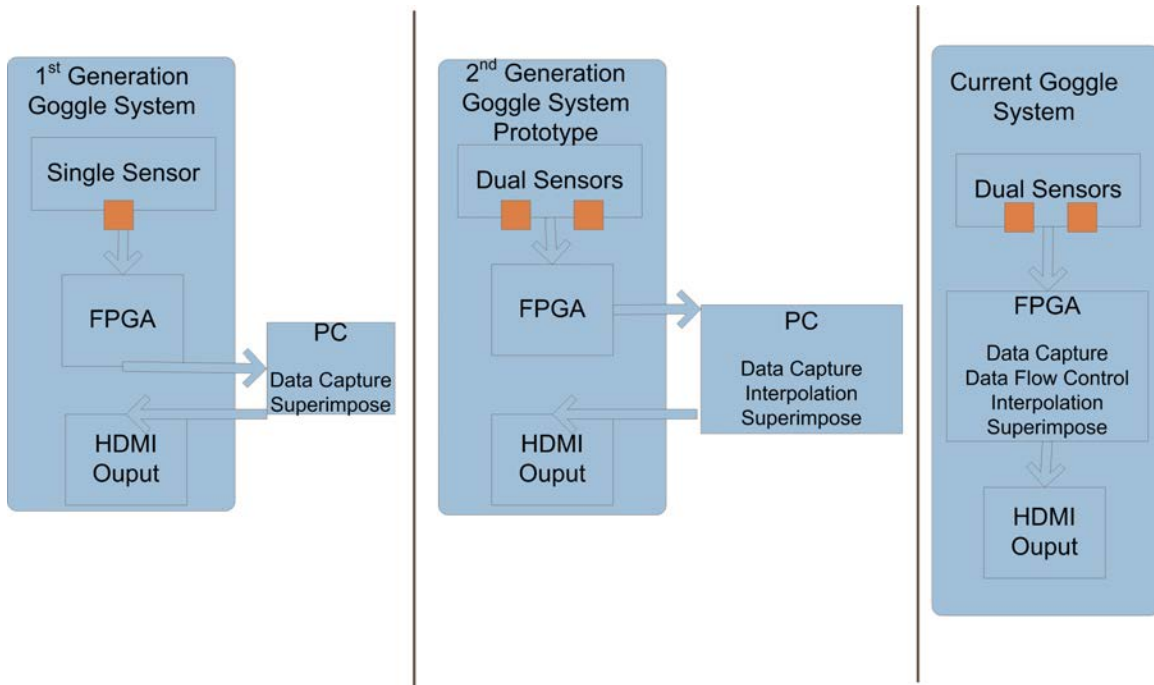 1st Generation
Goggle System
Single Sensor
FPGA
PC
Data Capture
Superimpose
HDMI
Ouput
2nd Generation
Goggle System
Prototype
Dual Sensors
FPGA
PC
Data Capture
Interpolation
Superimpose
HDMI
Ouput
Current Goggle
System
Dual Sensors
FPGA
Data Capture
Data Flow Control
Interpolation
Superimpose
HDMI
Ouput